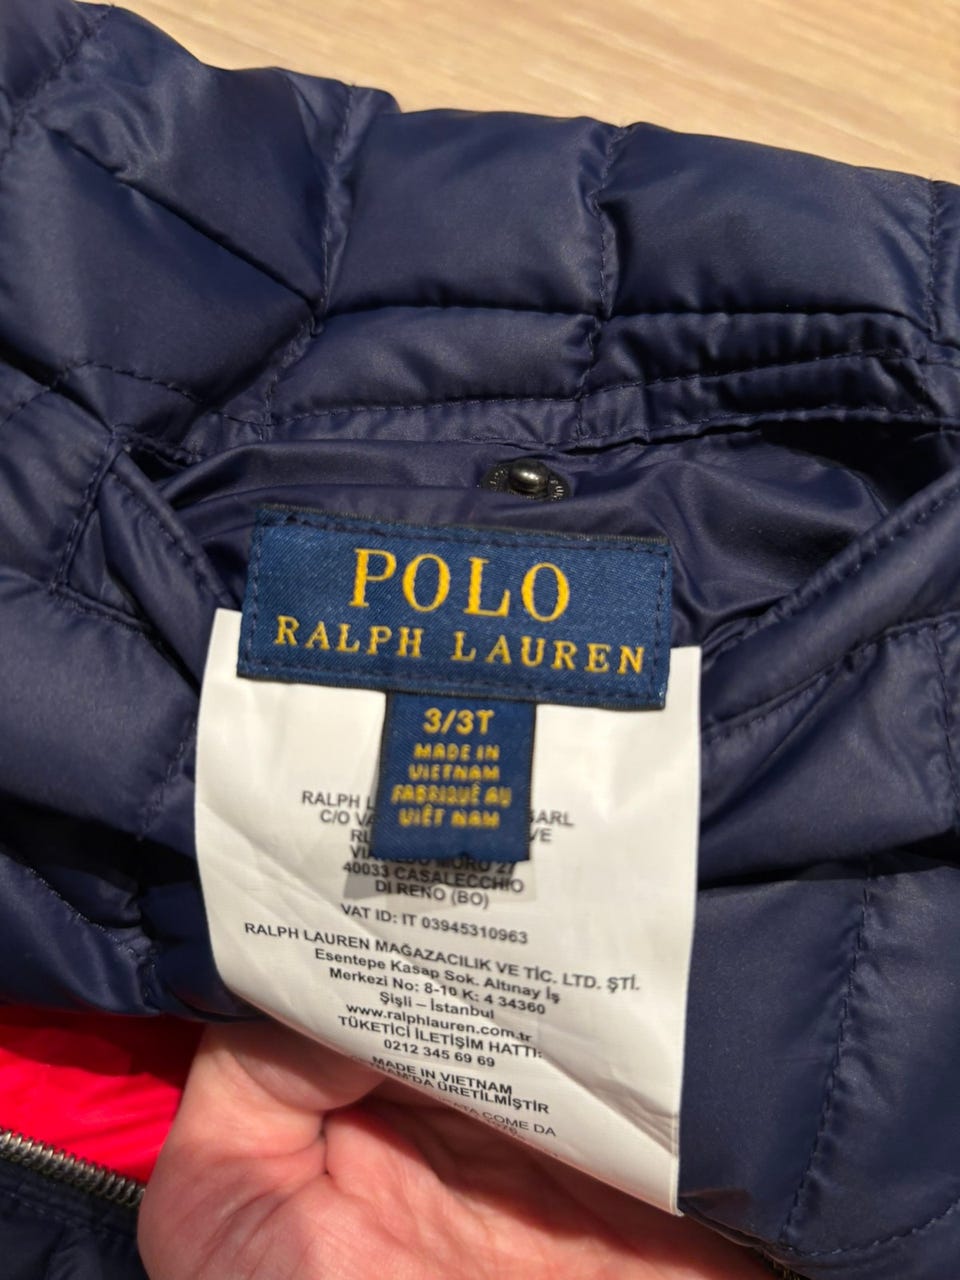 POLO
RALPH LAUREN
3/3T
MADE IN
VIETNAM
FABRIQUÉ AU
VIÊT NAM
RALPH
C/O
40033 CASALECCHIO
DI RENO (BO)
VAT ID: IT 03945310963
RALPH LAUREN MAĞAZACILIK VE TİC. LTD. ŞTİ.
Esentepe Kasap Sok. Altınay İş
Merkezi No: 8-10 K: 4 34360
Şişli – İstanbul
www.ralphlauren.com.tr
TÜKETİCİ İLETİŞİM HATTI:
0212 345 69 69
MADE IN VIETNAM
ÜRETİLMİŞTİR
COME DA